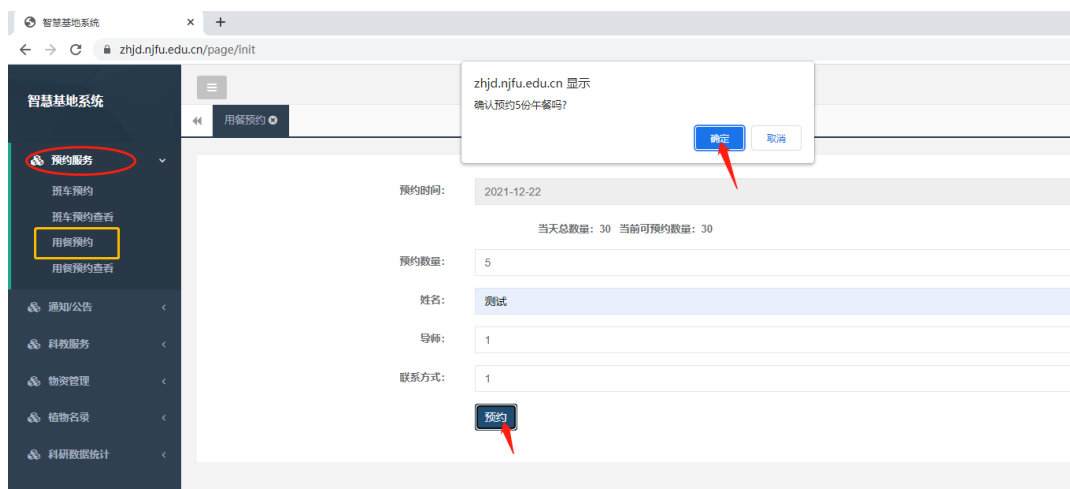 智慧基地系统
zhjd.njfu.edu.cn/page/init
智慧基地系统
用餐预约
zhjd.njfu.edu.cn 显示
确认预约5份午餐吗?
确定 取消
预约服务
班车预约
班车预约查看
用餐预约
用餐预约查看
通知/公告
科教服务
物资管理
植物名录
科研数据统计
预约时间: 2021-12-22
当天总数量: 30 当前可预约数量: 30
预约数量: 5
姓名: 测试
导师: 1
联系方式: 1
预约